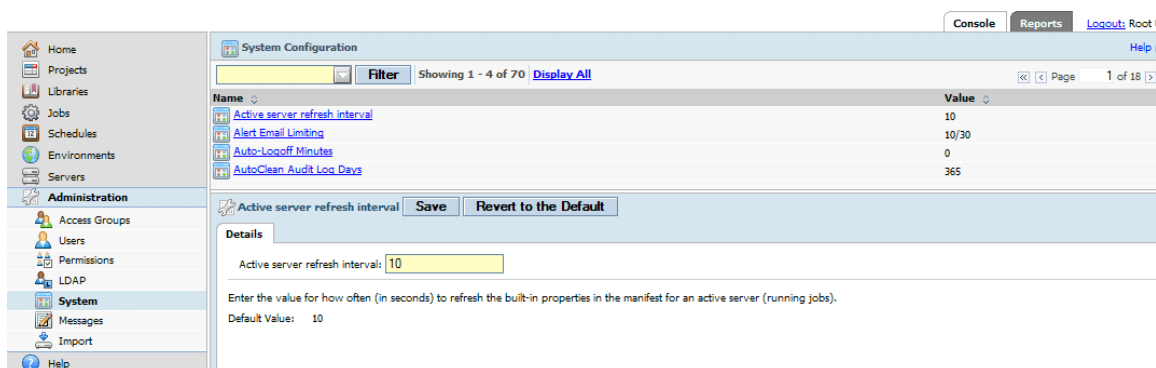 Console Reports Logout: Root
Home
Projects
Libraries
Jobs
Schedules
Environments
Servers
Administration
Access Groups
Users
Permissions
LDAP
System
Messages
Import
Help
System Configuration Help
Filter Showing 1 - 4 of 70 Display All Page 1 of 18
Name Value
Active server refresh interval 10
Alert Email Limiting 10/30
Auto-Logoff Minutes 0
AutoClean Audit Log Days 365
Active server refresh interval Save Revert to the Default
Details
Active server refresh interval: 10
Enter the value for how often (in seconds) to refresh the built-in properties in the manifest for an active server (running jobs).
Default Value: 10